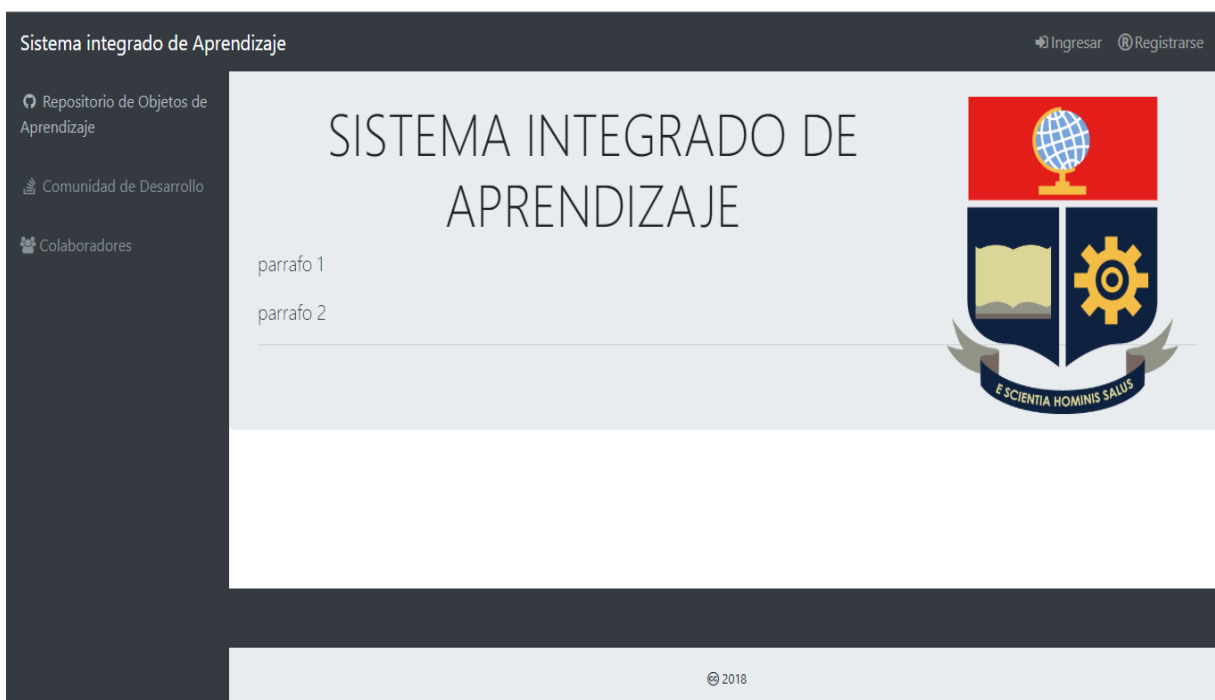 Sistema integrado de Aprendizaje
Ingresar
Registrarse
Repositorio de Objetos de
Aprendizaje
Comunidad de Desarrollo
Colaboradores
SISTEMA INTEGRADO DE
APRENDIZAJE
parrafo 1
parrafo 2
E SCIENTIA HOMINIS SALUS
2018